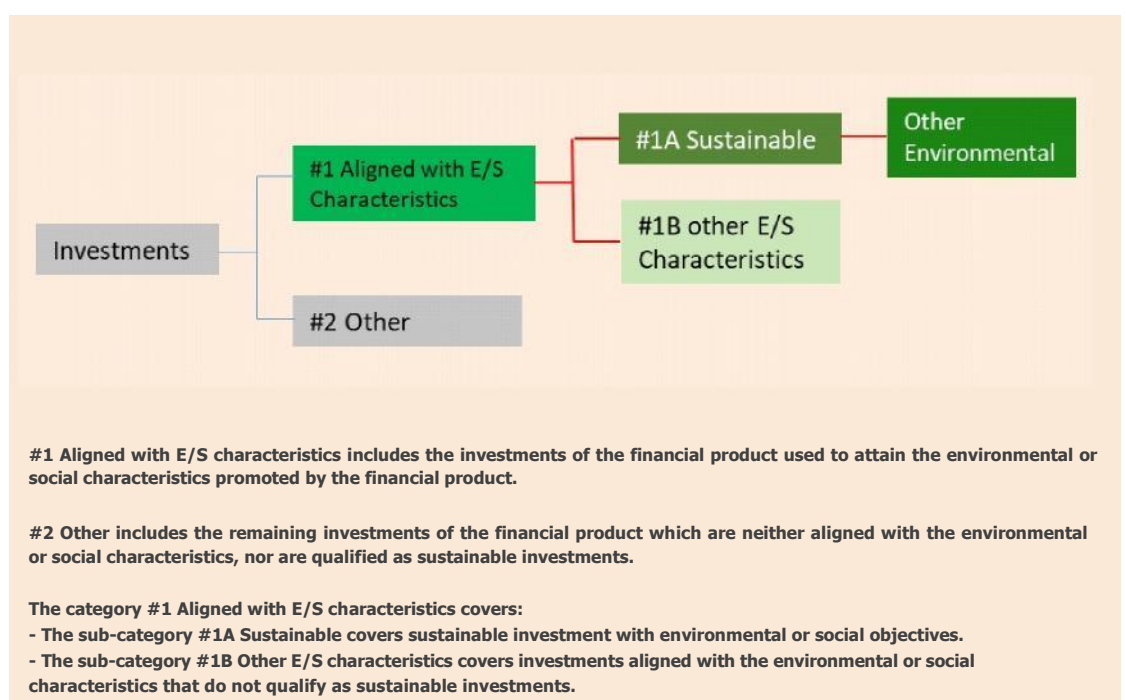 Investments
#1 Aligned with E/S
Characteristics
#2 Other
#1A Sustainable
#1B other E/S
Characteristics
Other
Environmental
#1 Aligned with E/S characteristics includes the investments of the financial product used to attain the environmental or
social characteristics promoted by the financial product.
#2 Other includes the remaining investments of the financial product which are neither aligned with the environmental
or social characteristics, nor are qualified as sustainable investments.
The category #1 Aligned with E/S characteristics covers:
- The sub-category #1A Sustainable covers sustainable investment with environmental or social objectives.
- The sub-category #1B Other E/S characteristics covers investments aligned with the environmental or social
characteristics that do not qualify as sustainable investments.